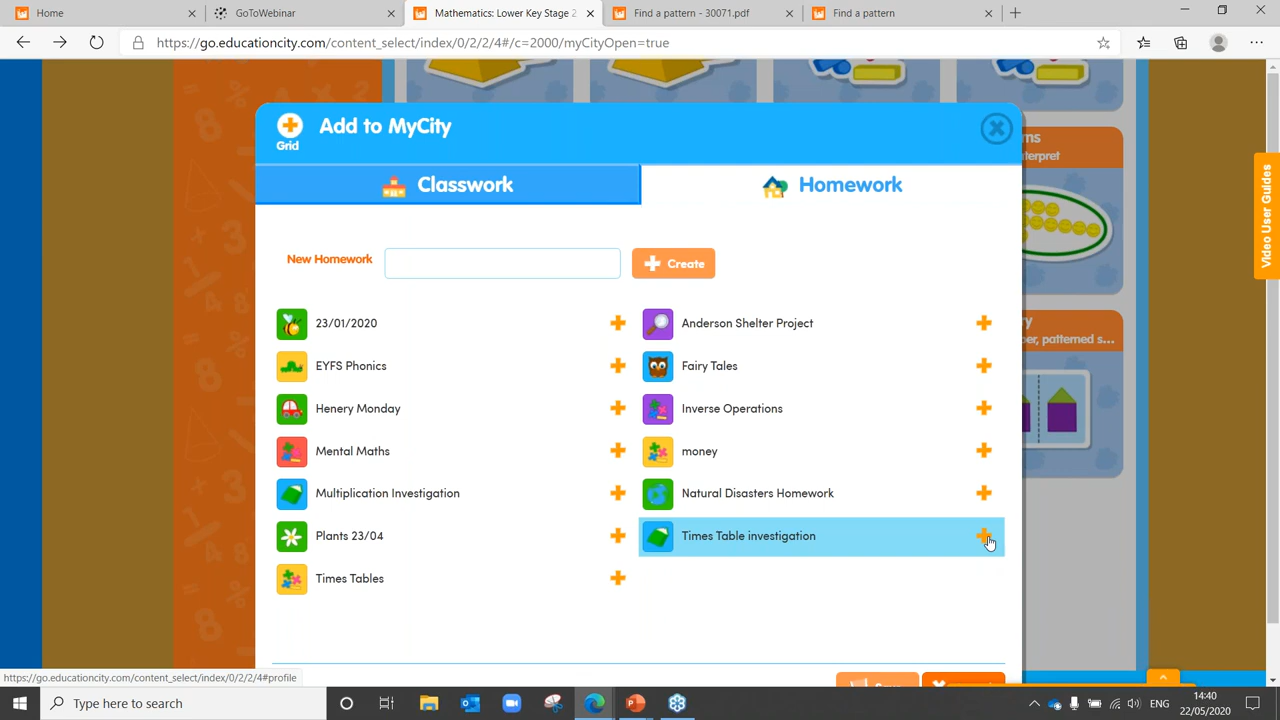 Home
GoToWebinar
Mathematics: Lower Key Stage 2
Find a pattern - 30071.pdf
Find a pattern
https://go.educationcity.com/content_select/index/0/2/2/4#/c=2000/myCityOpen=true
Grid
Add to MyCity
Classwork
Homework
New Homework
Create
23/01/2020
Anderson Shelter Project
EYFS Phonics
Fairy Tales
Henery Monday
Inverse Operations
Mental Maths
money
Multiplication Investigation
Natural Disasters Homework
Plants 23/04
Times Table investigation
Times Tables
Video User Guides
https://go.educationcity.com/content_select/index/0/2/2/4#profile
Type here to search
ENG
14:40
22/05/2020